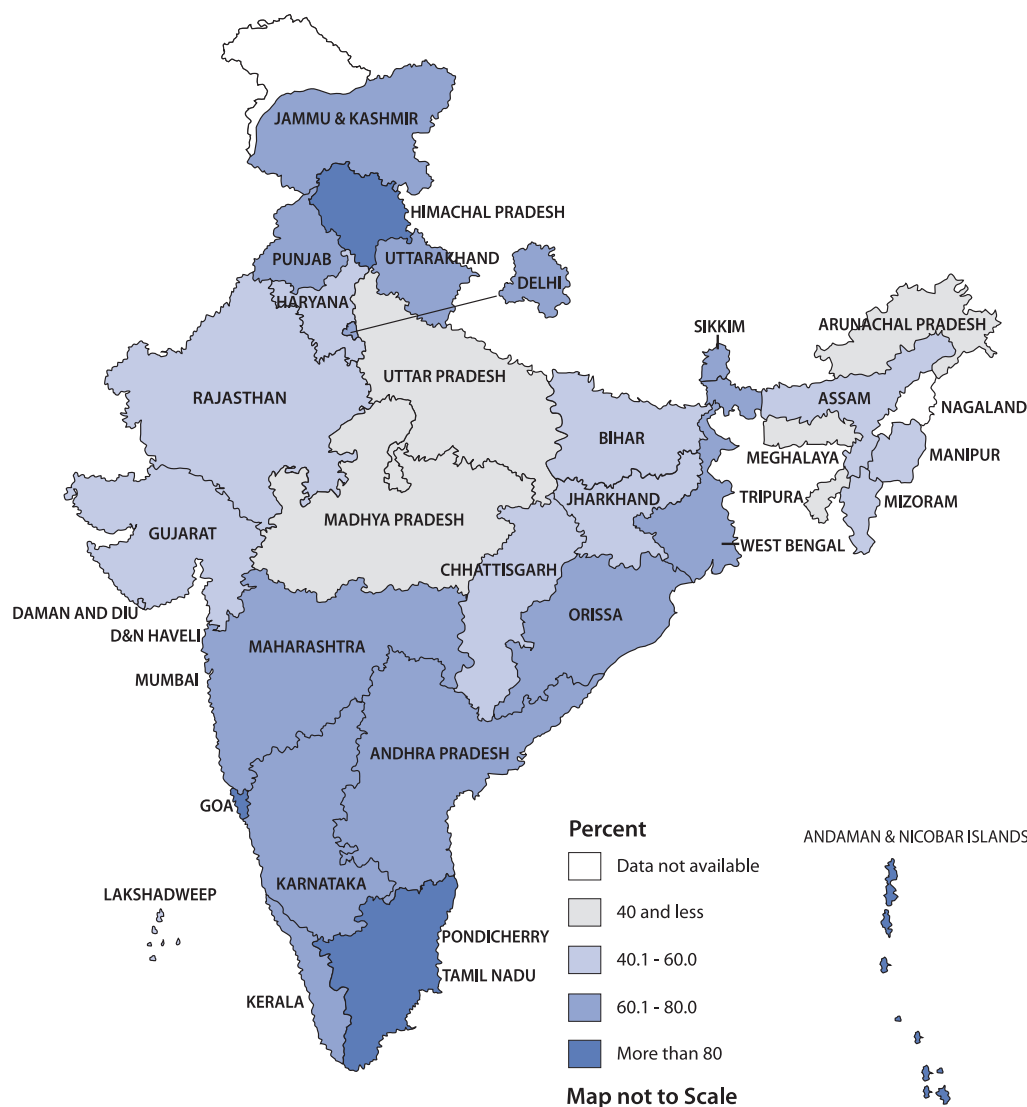 JAMMU & KASHMIR
HIMACHAL PRADESH
PUNJAB
UTTARAKHAND
DELHI
HARYANA
SIKKIM
ARUNACHAL PRADESH
UTTAR PRADESH
RAJASTHAN
ASSAM
NAGALAND
BIHAR
MEGHALAYA
MANIPUR
JHARKHAND
TRIPURA
MIZORAM
MADHYA PRADESH
GUJARAT
WEST BENGAL
CHHATTISGARH
DAMAN AND DIU
ORISSA
D&N HAVELI
MAHARASHTRA
MUMBAI
ANDHRA PRADESH
GOA
KARNATAKA
LAKSHADWEEP
PONDICHERRY
TAMIL NADU
KERALA
ANDAMAN & NICOBAR ISLANDS
Percent
Data not available
40 and less
40.1 - 60.0
60.1 - 80.0
More than 80
Map not to Scale